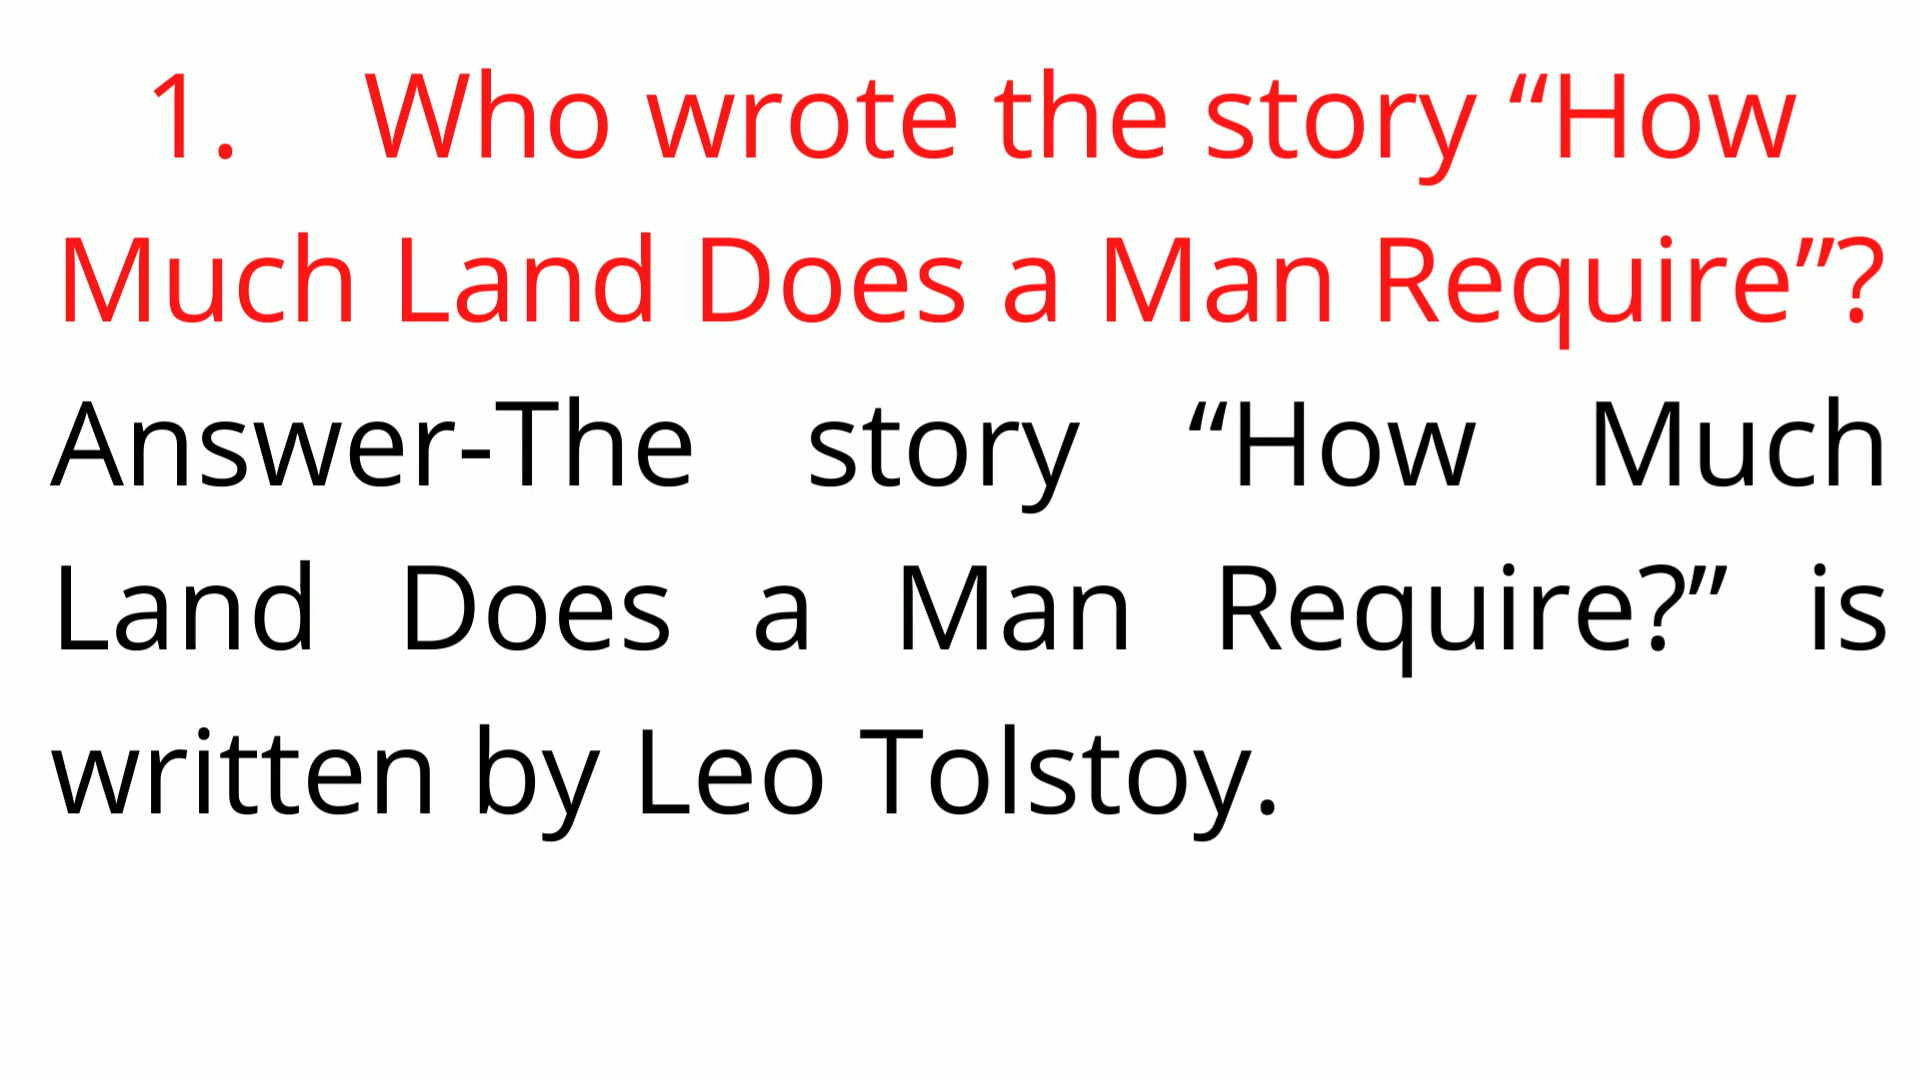 1. Who wrote the story “How
Much Land Does a Man Require”?
Answer-The story “How Much
Land Does a Man Require?” is
written by Leo Tolstoy.